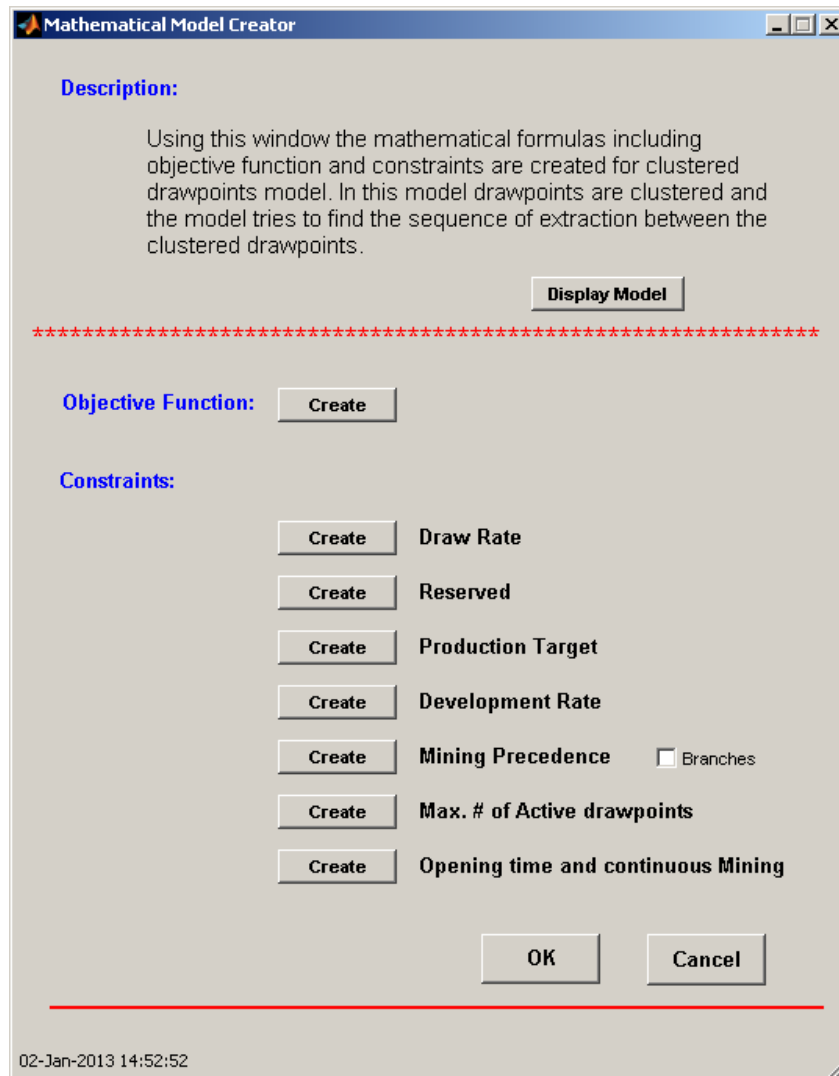 Mathematical Model Creator
Description:
Using this window the mathematical formulas including
objective function and constraints are created for clustered
drawpoints model. In this model drawpoints are clustered and
the model tries to find the sequence of extraction between the
clustered drawpoints.
Display Model
*******************************************************************
Objective Function: Create
Constraints:
Create Draw Rate
Create Reserved
Create Production Target
Create Development Rate
Create Mining Precedence Branches
Create Max. # of Active drawpoints
Create Opening time and continuous Mining
OK Cancel
02-Jan-2013 14:52:52